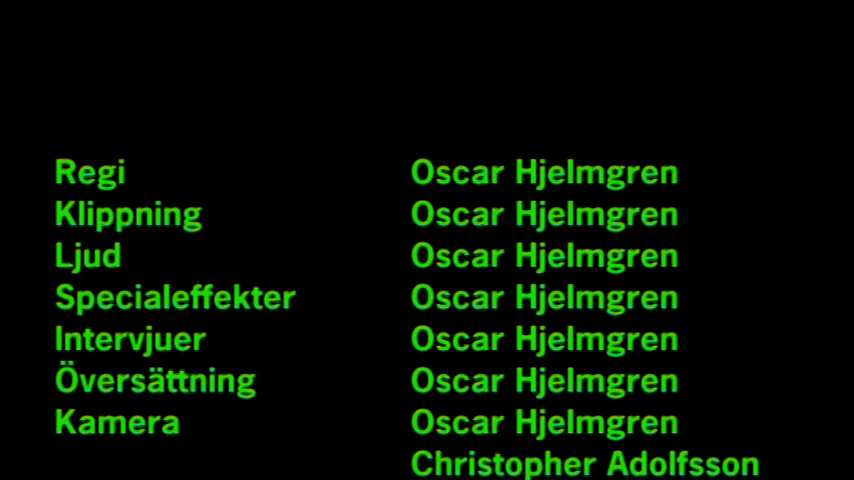 Regi Oscar Hjelmgren
Klippning Oscar Hjelmgren
Ljud Oscar Hjelmgren
Specialeffekter Oscar Hjelmgren
Intervjuer Oscar Hjelmgren
Översättning Oscar Hjelmgren
Kamera Oscar Hjelmgren
Christopher Adolfsson